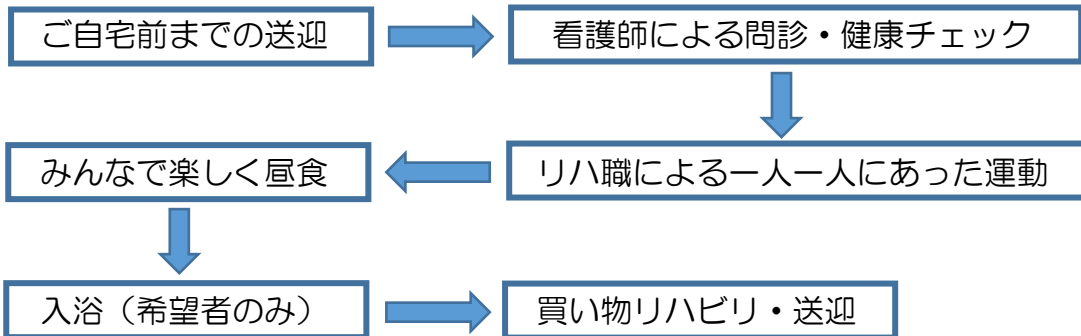 ご自宅前までの送迎
看護師による問診・健康チェック
リハ職による一人一人にあった運動
みんなで楽しく昼食
入浴（希望者のみ）
買い物リハビリ・送迎